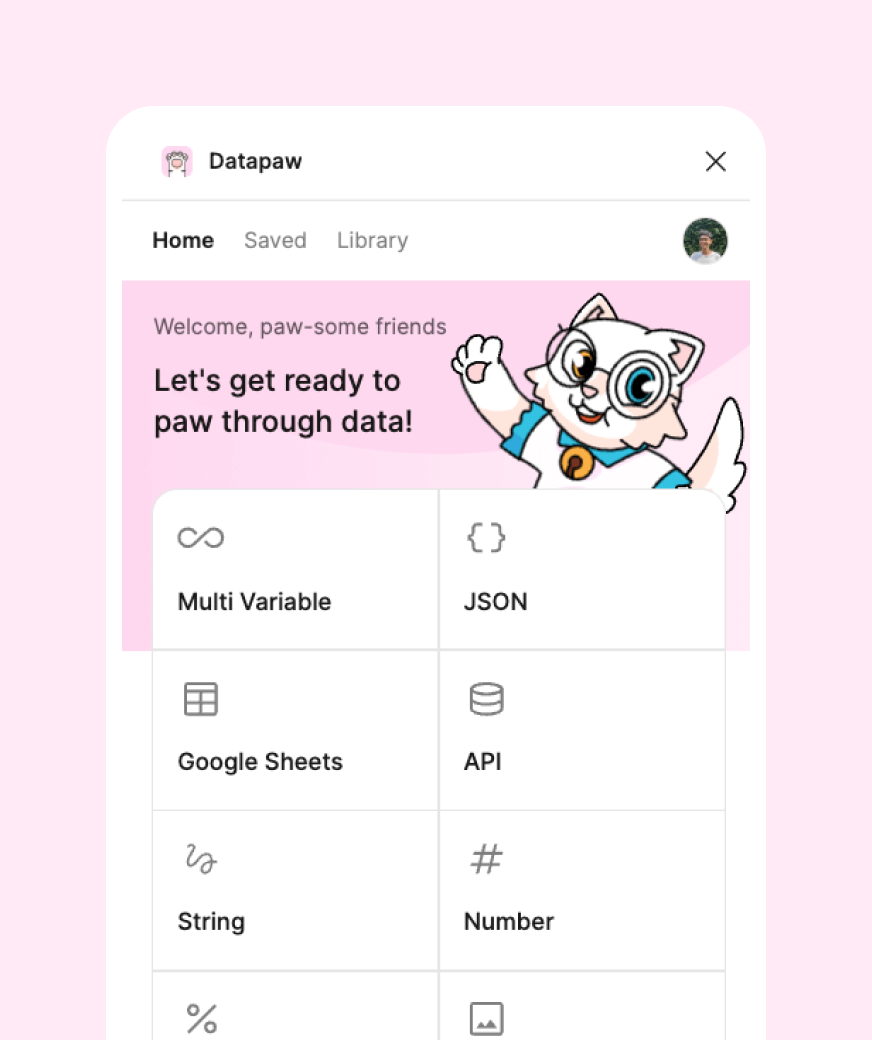 Datapaw
Home Saved Library
Welcome, paw-some friends
Let's get ready to
paw through data!
Multi Variable
JSON
Google Sheets
API
String
Number